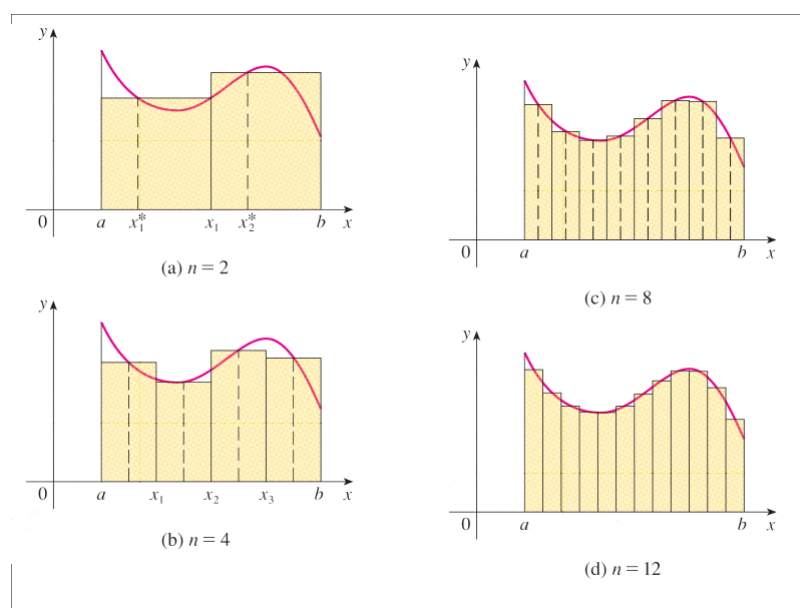 y
0 a x₁* x₁ x₂* b x
(a) n = 2
y
0 a x₁ x₂ x₃ b x
(b) n = 4
y
0 a b x
(c) n = 8
y
0 a b x
(d) n = 12